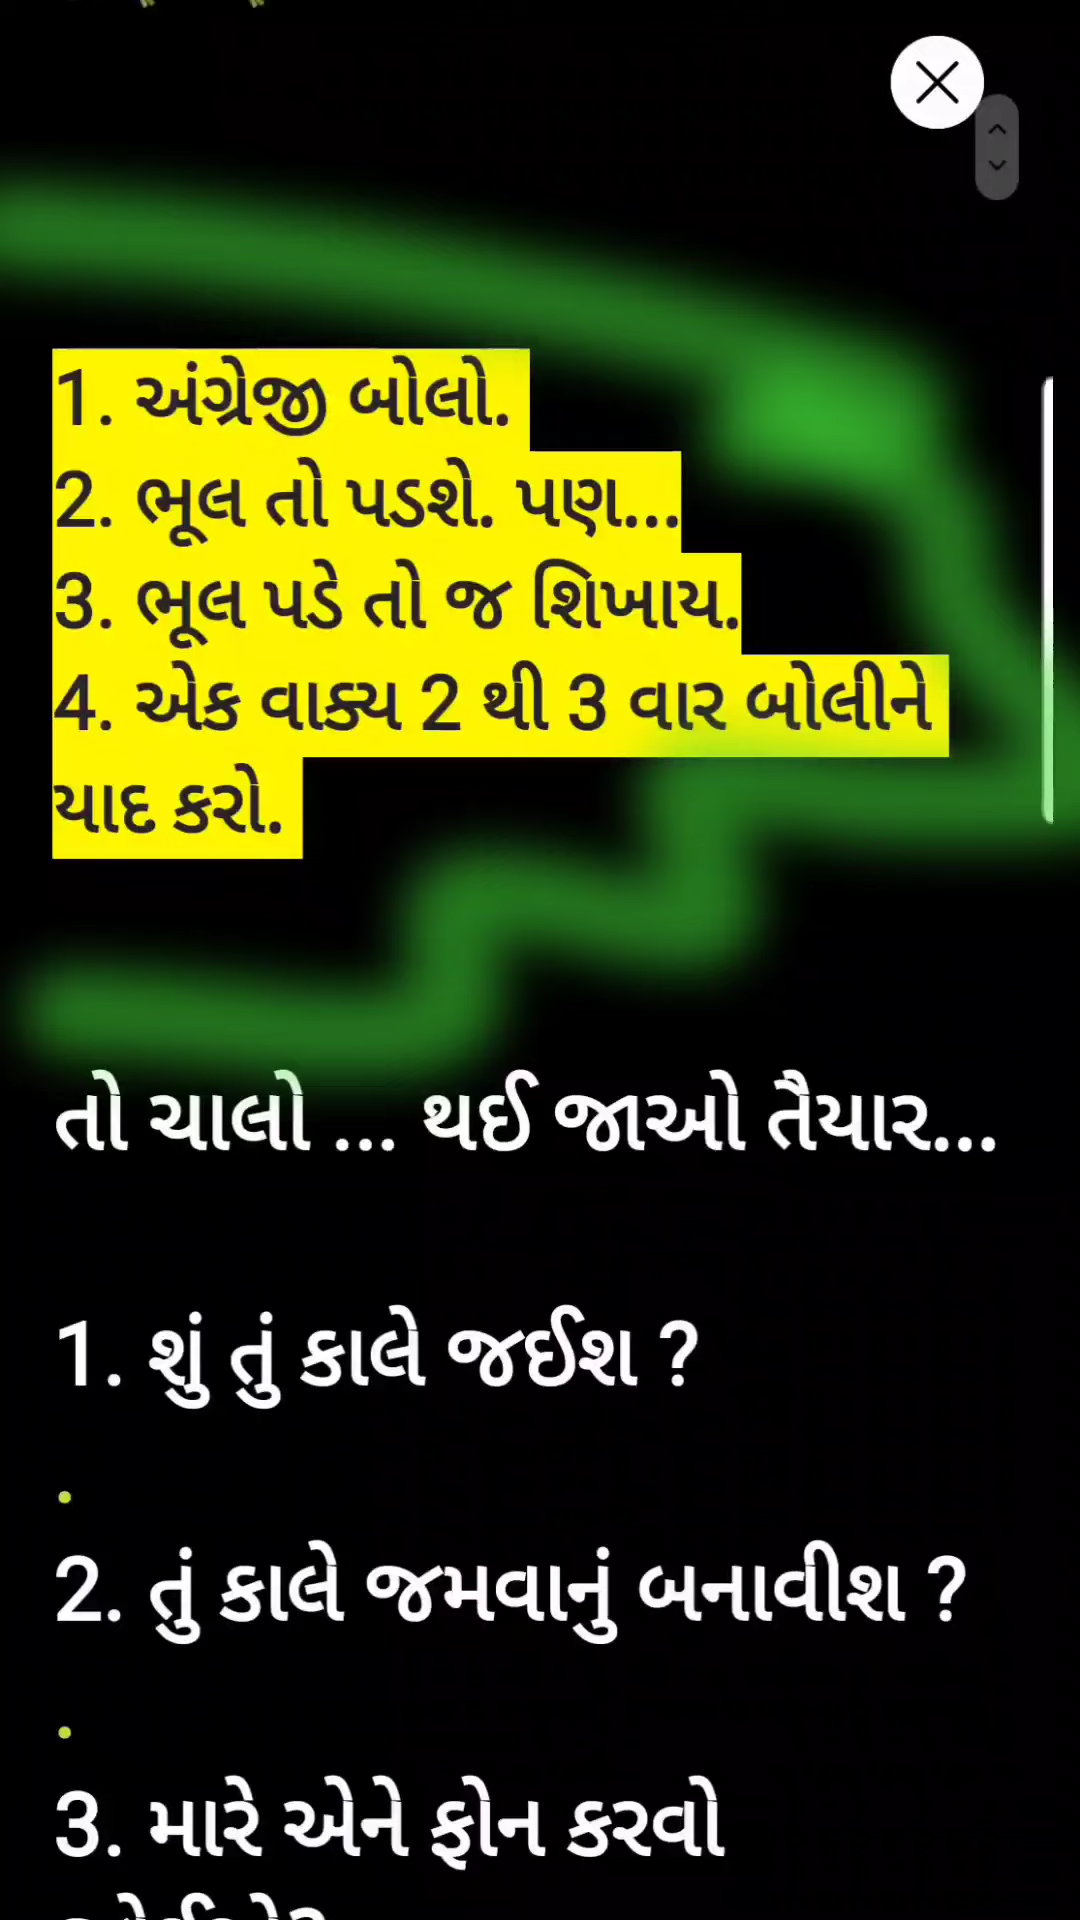 1. અંગ્રેજી બોલો.
2. ભૂલ તો પડશે. પણ...
3. ભૂલ પડે તો જ શિખાય.
4. એક વાક્ય 2 થી 3 વાર બોલીને
યાદ કરો.
તો ચાલો ... થઈ જાઓ તૈયાર...
1. શું તું કાલે જઈશ ?
.
2. તું કાલે જમવાનું બનાવીશ ?
.
3. મારે એને ફોન કરવો